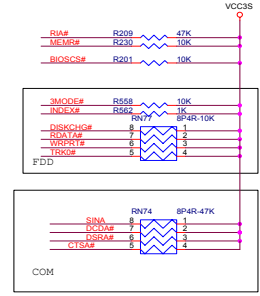 VCC3S
RIA# R209 47K
MEMR# R230 10K
BIOSCS# R201 10K
3MODE# R558 10K
INDEX# R562 1K
RN77 8P4R-10K
DISKCHG# 8 1
RDATA# 7 2
WRPRT# 6 3
TRK0# 5 4
FDD
RN74 8P4R-47K
SINA 8 1
DCDA# 7 2
DSRA# 6 3
CTSA# 5 4
COM